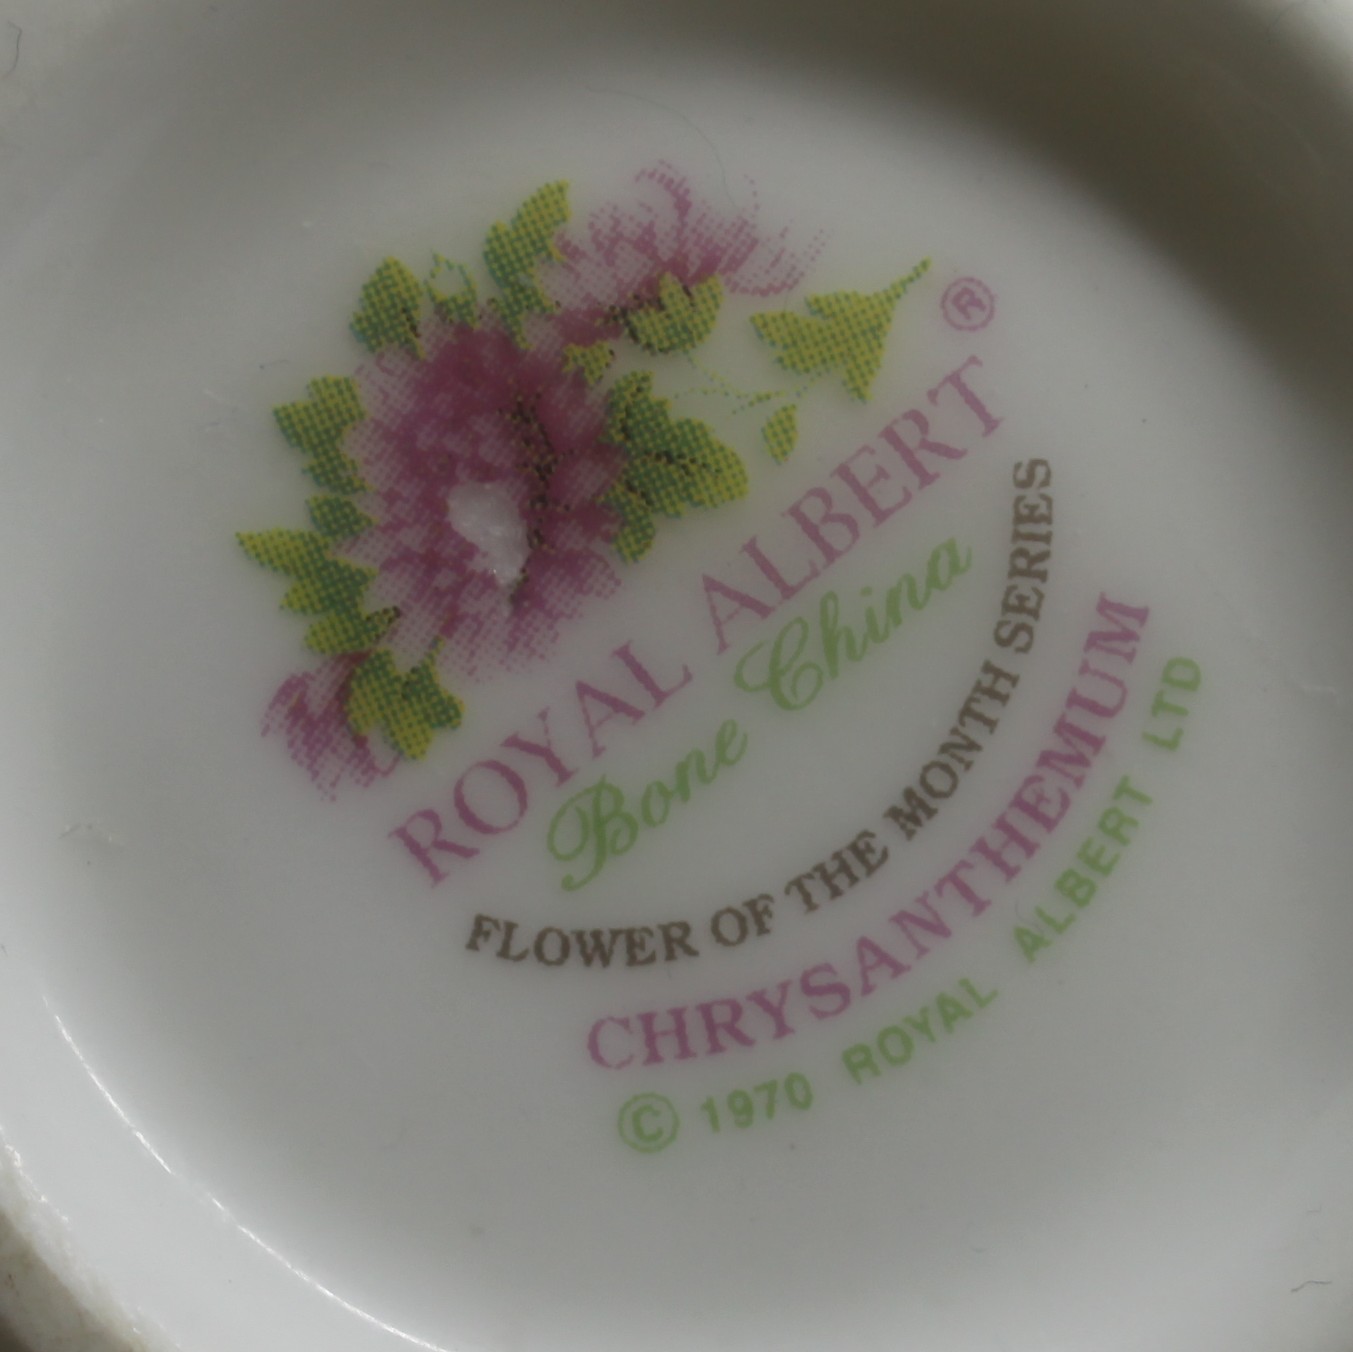 ®
ROYAL ALBERT
Bone China
FLOWER OF THE MONTH SERIES
CHRYSANTHEMUM
© 1970 ROYAL ALBERT LTD